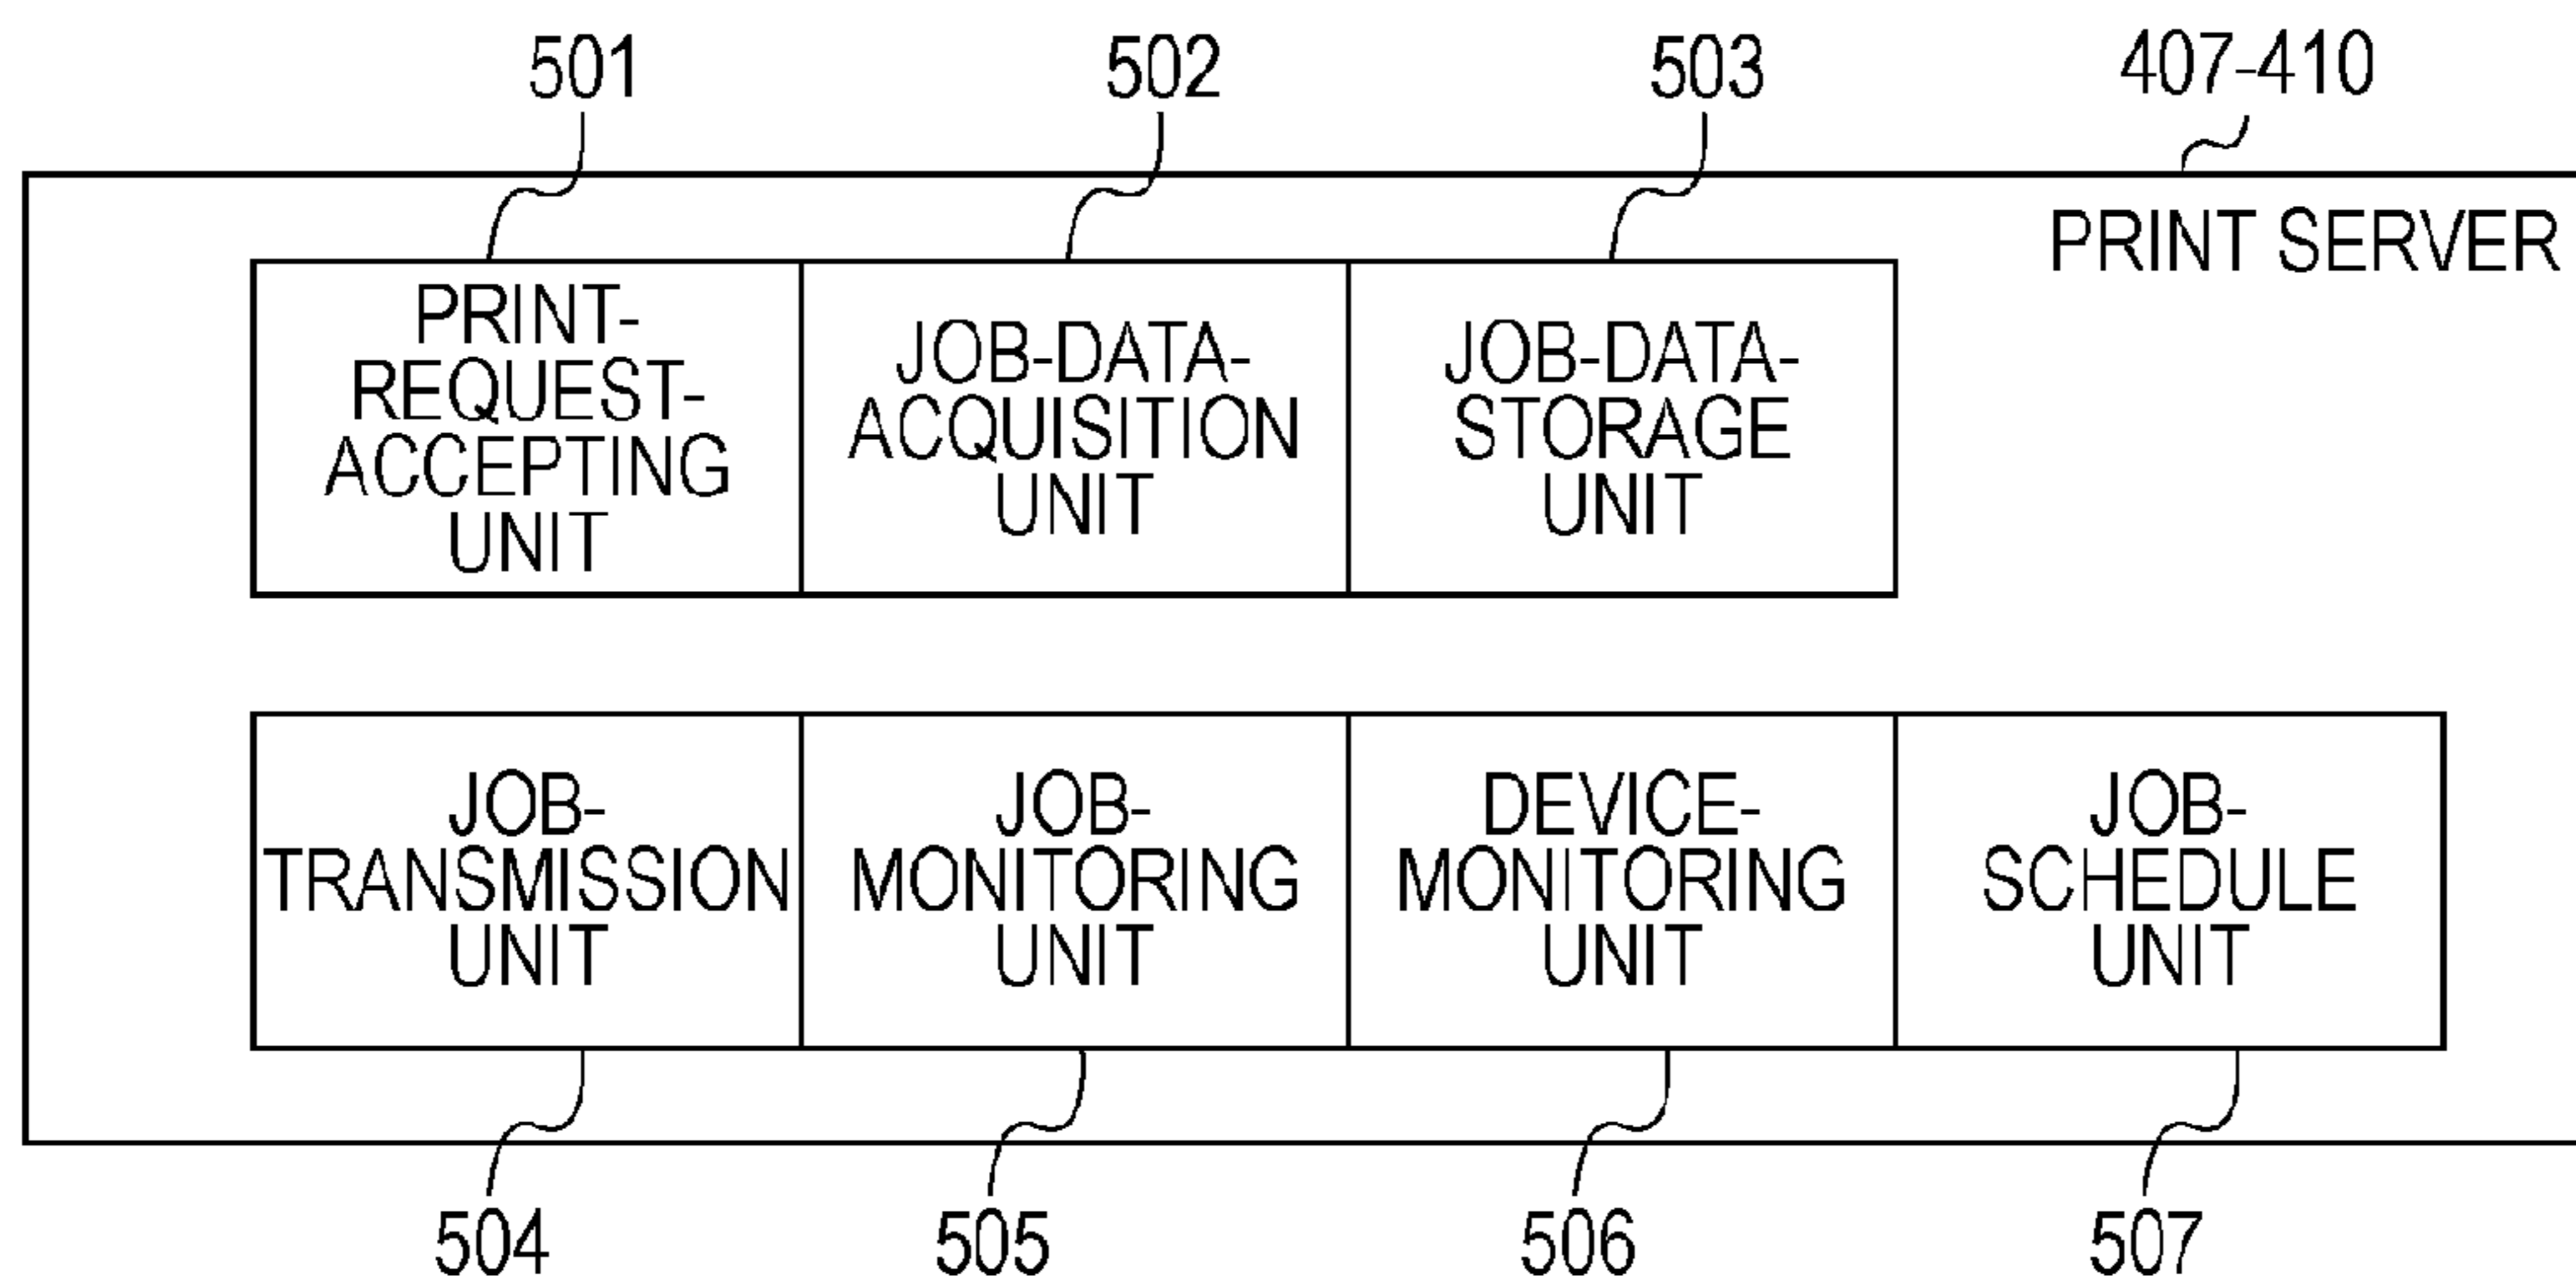 501
502
503
407-410
PRINT SERVER
PRINT-
REQUEST-
ACCEPTING
UNIT
JOB-DATA-
ACQUISITION
UNIT
JOB-DATA-
STORAGE
UNIT
JOB-
TRANSMISSION
UNIT
JOB-
MONITORING
UNIT
DEVICE-
MONITORING
UNIT
JOB-
SCHEDULE
UNIT
504
505
506
507